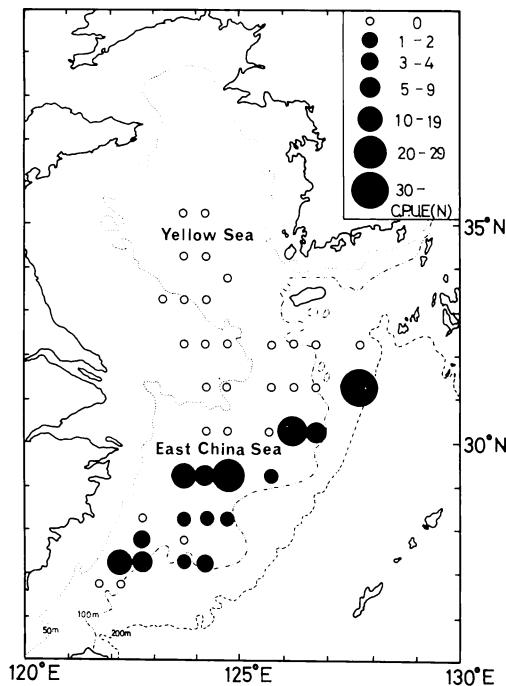 0
1 - 2
3 - 4
5 - 9
10 - 19
20 - 29
30 -
C.P.U.E(N)
35°N
Yellow Sea
30°N
East China Sea
100m
50m
200m
120°E
125°E
130°E